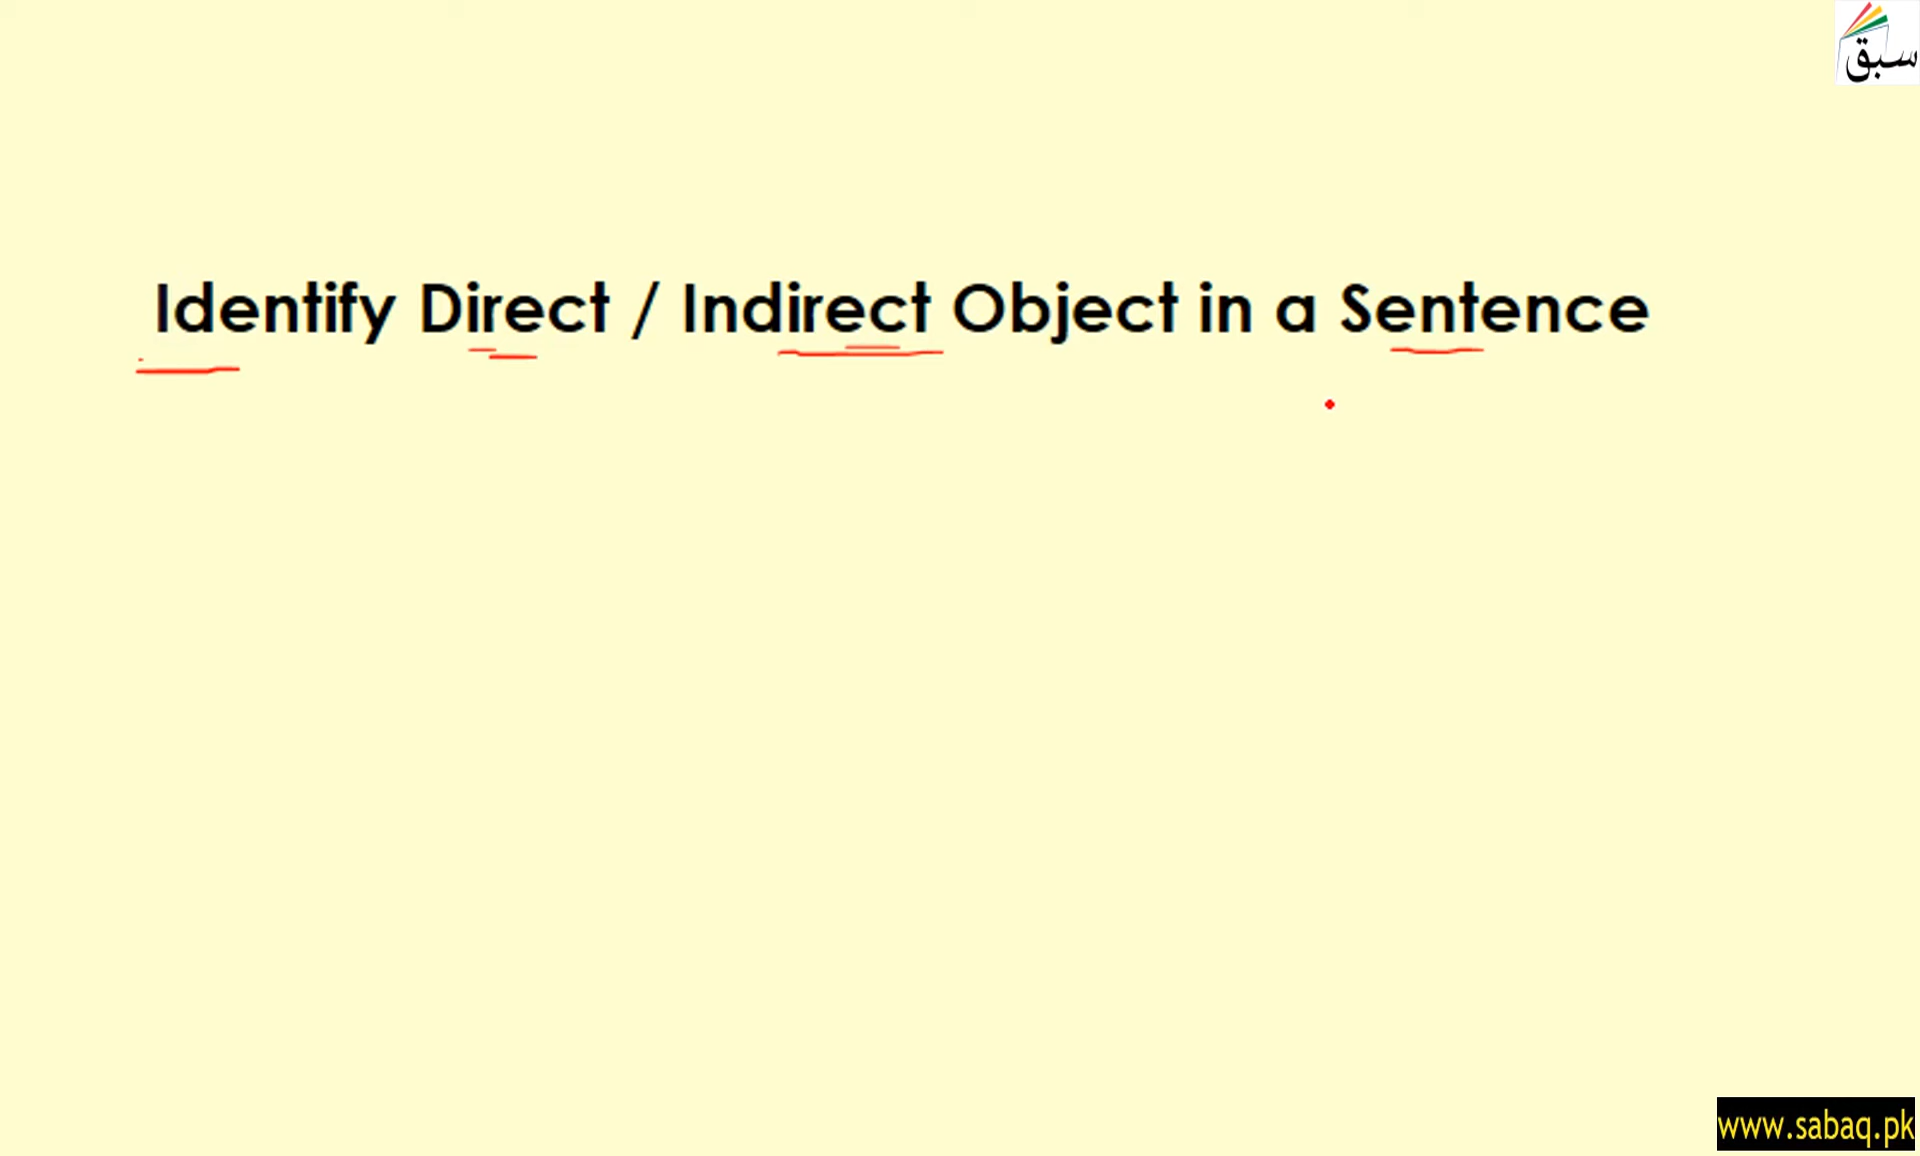 سبق
Identify Direct / Indirect Object in a Sentence
www.sabaq.pk